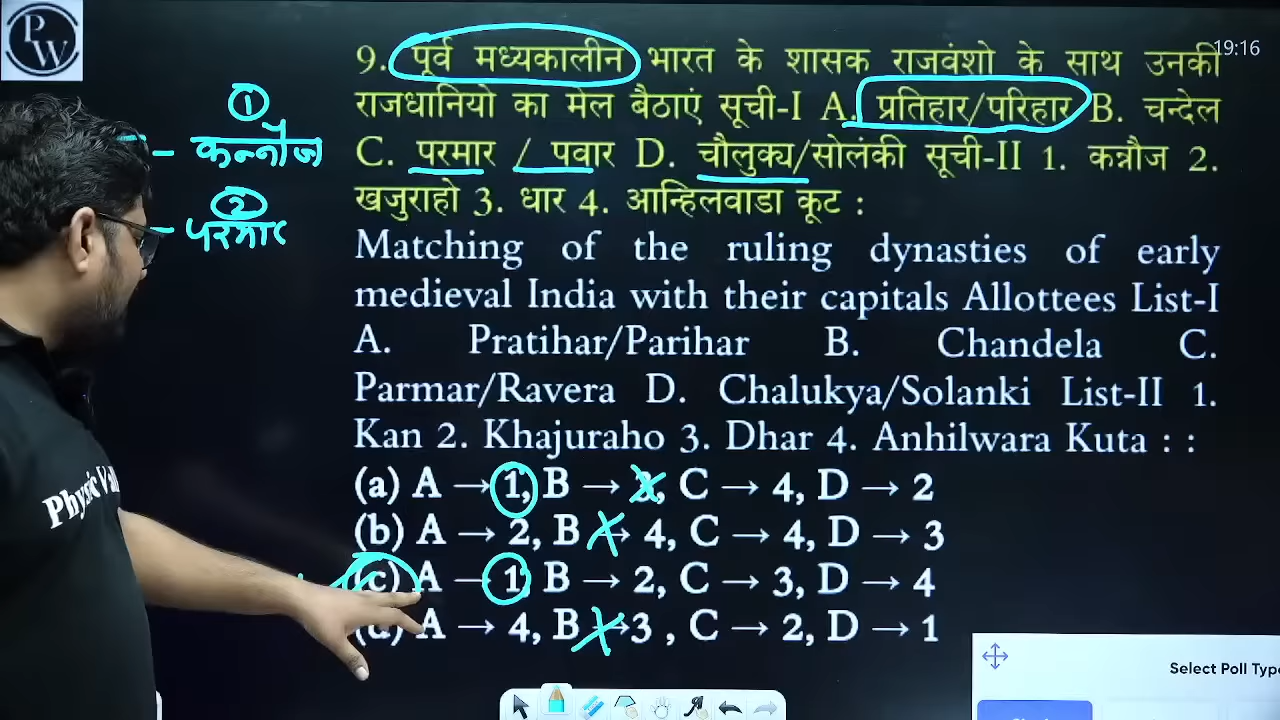 PW
19:16
9. पूर्व मध्यकालीन भारत के शासक राजवंशो के साथ उनकी
राजधानियो का मेल बैठाएं सूची-I A. प्रतिहार/परिहार B. चन्देल
C. परमार / पवार D. चौलुक्य/सोलंकी सूची-II 1. कन्नौज 2.
खजुराहो 3. धार 4. आन्हिलवाडा कूट :
Matching of the ruling dynasties of early
medieval India with their capitals Allottees List-I
A. Pratihar/Parihar B. Chandela C.
Parmar/Ravera D. Chalukya/Solanki List-II 1.
Kan 2. Khajuraho 3. Dhar 4. Anhilwara Kuta : :
(a) A → 1, B → 3, C → 4, D → 2
(b) A → 2, B → 4, C → 4, D → 3
(c) A → 1, B → 2, C → 3, D → 4
(d) A → 4, B → 3 , C → 2, D → 1
1
- कन्नौज
2
- परमार
Physic
Select Poll Type